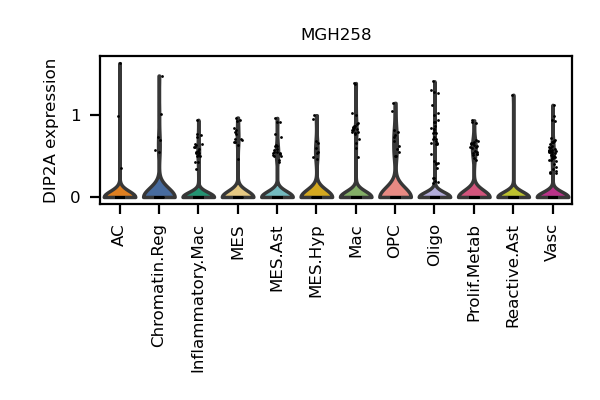 MGH258
DIP2A expression
1
0
AC
Chromatin.Reg
Inflammatory.Mac
MES
MES.Ast
MES.Hyp
Mac
OPC
Oligo
Prolif.Metab
Reactive.Ast
Vasc